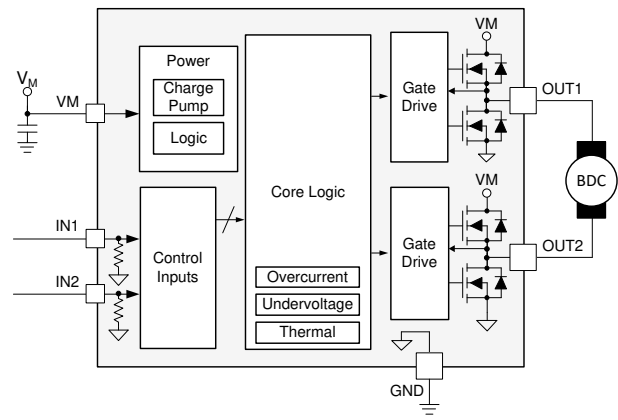 VM
Power
Charge
Pump
Logic
VM
VM
Gate
Drive
OUT1
BDC
Core Logic
IN1
Control
Inputs
IN2
VM
Gate
Drive
OUT2
Overcurrent
Undervoltage
Thermal
GND